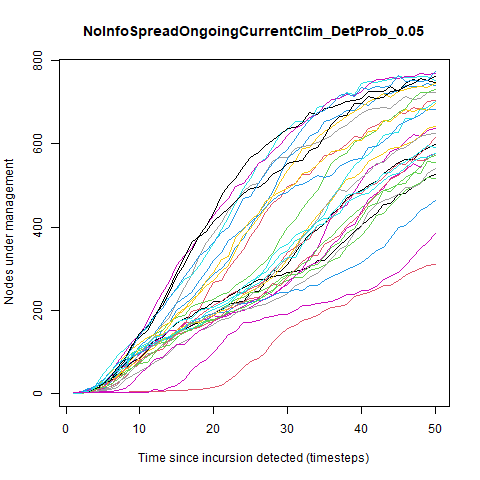 NoInfoSpreadOngoingCurrentClim_DetProb_0.05
Nodes under management
800
600
400
200
0
0 10 20 30 40 50
Time since incursion detected (timesteps)